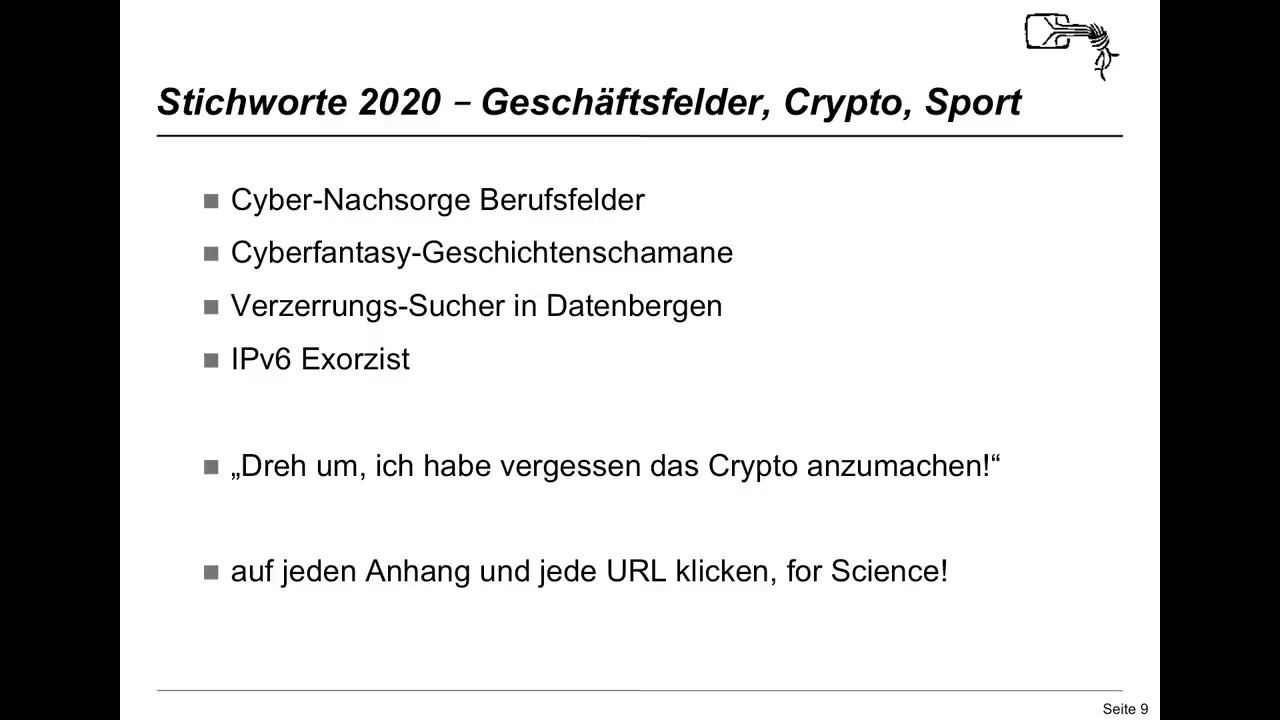 Stichworte 2020 – Geschäftsfelder, Crypto, Sport
Cyber-Nachsorge Berufsfelder
Cyberfantasy-Geschichtenschamane
Verzerrungs-Sucher in Datenbergen
IPv6 Exorzist
„Dreh um, ich habe vergessen das Crypto anzumachen!“
auf jeden Anhang und jede URL klicken, for Science!
Seite 9